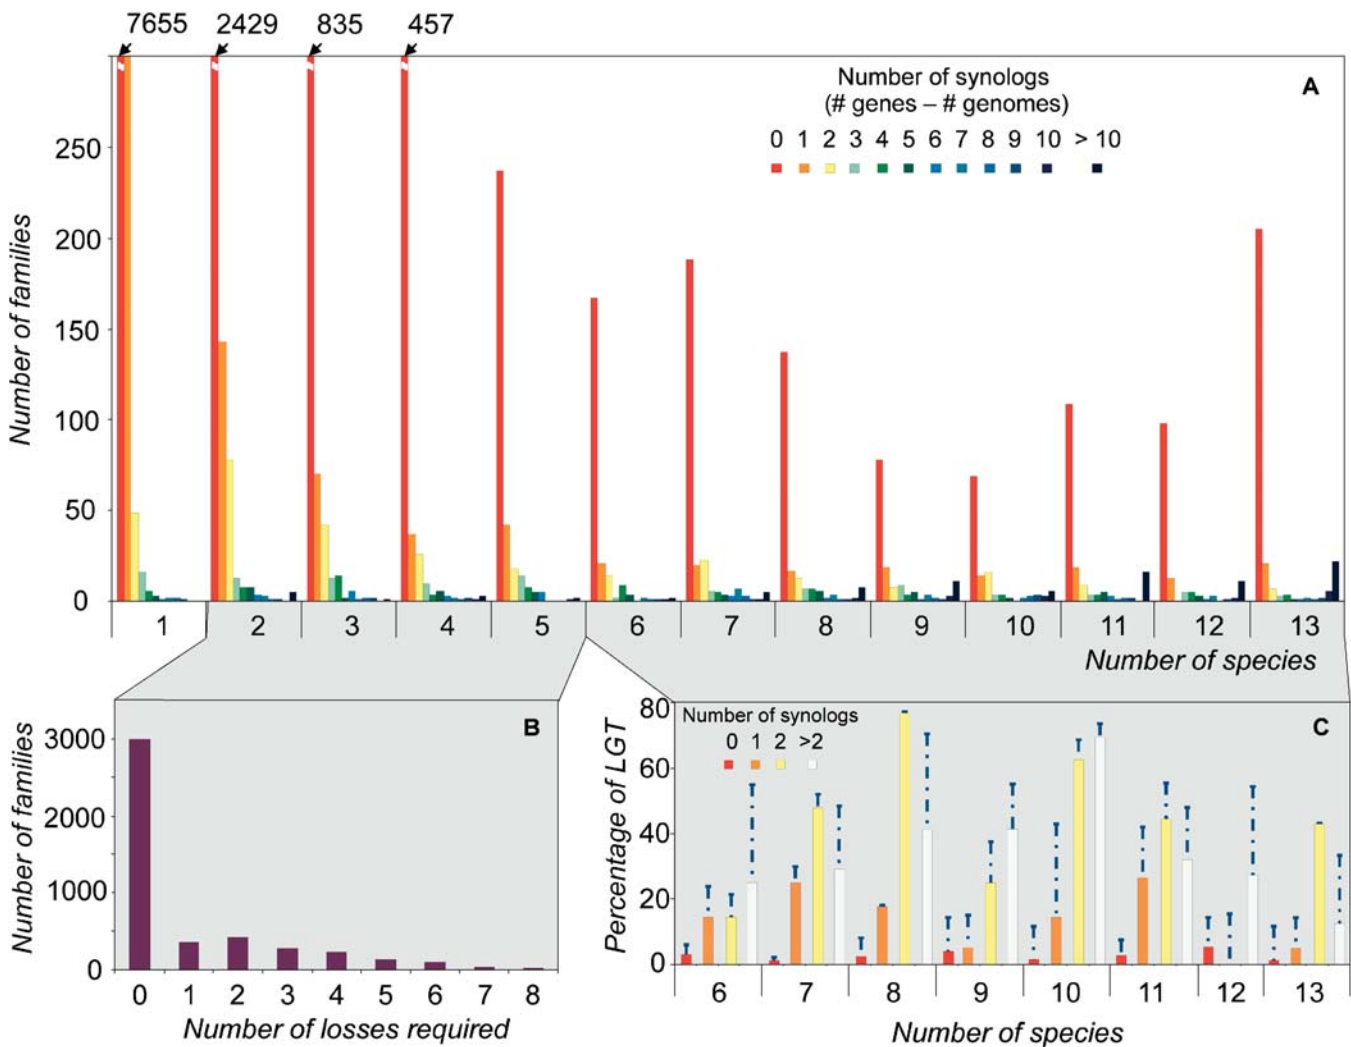 7655 2429 835 457
A
Number of synologs
(# genes – # genomes)
0 1 2 3 4 5 6 7 8 9 10 > 10
Number of families
250
200
150
100
50
0
1 2 3 4 5 6 7 8 9 10 11 12 13
Number of species
B
Number of families
3000
2000
1000
0
0 1 2 3 4 5 6 7 8
Number of losses required
C
Number of synologs
0 1 2 >2
Percentage of LGT
80
60
40
20
0
6 7 8 9 10 11 12 13
Number of species